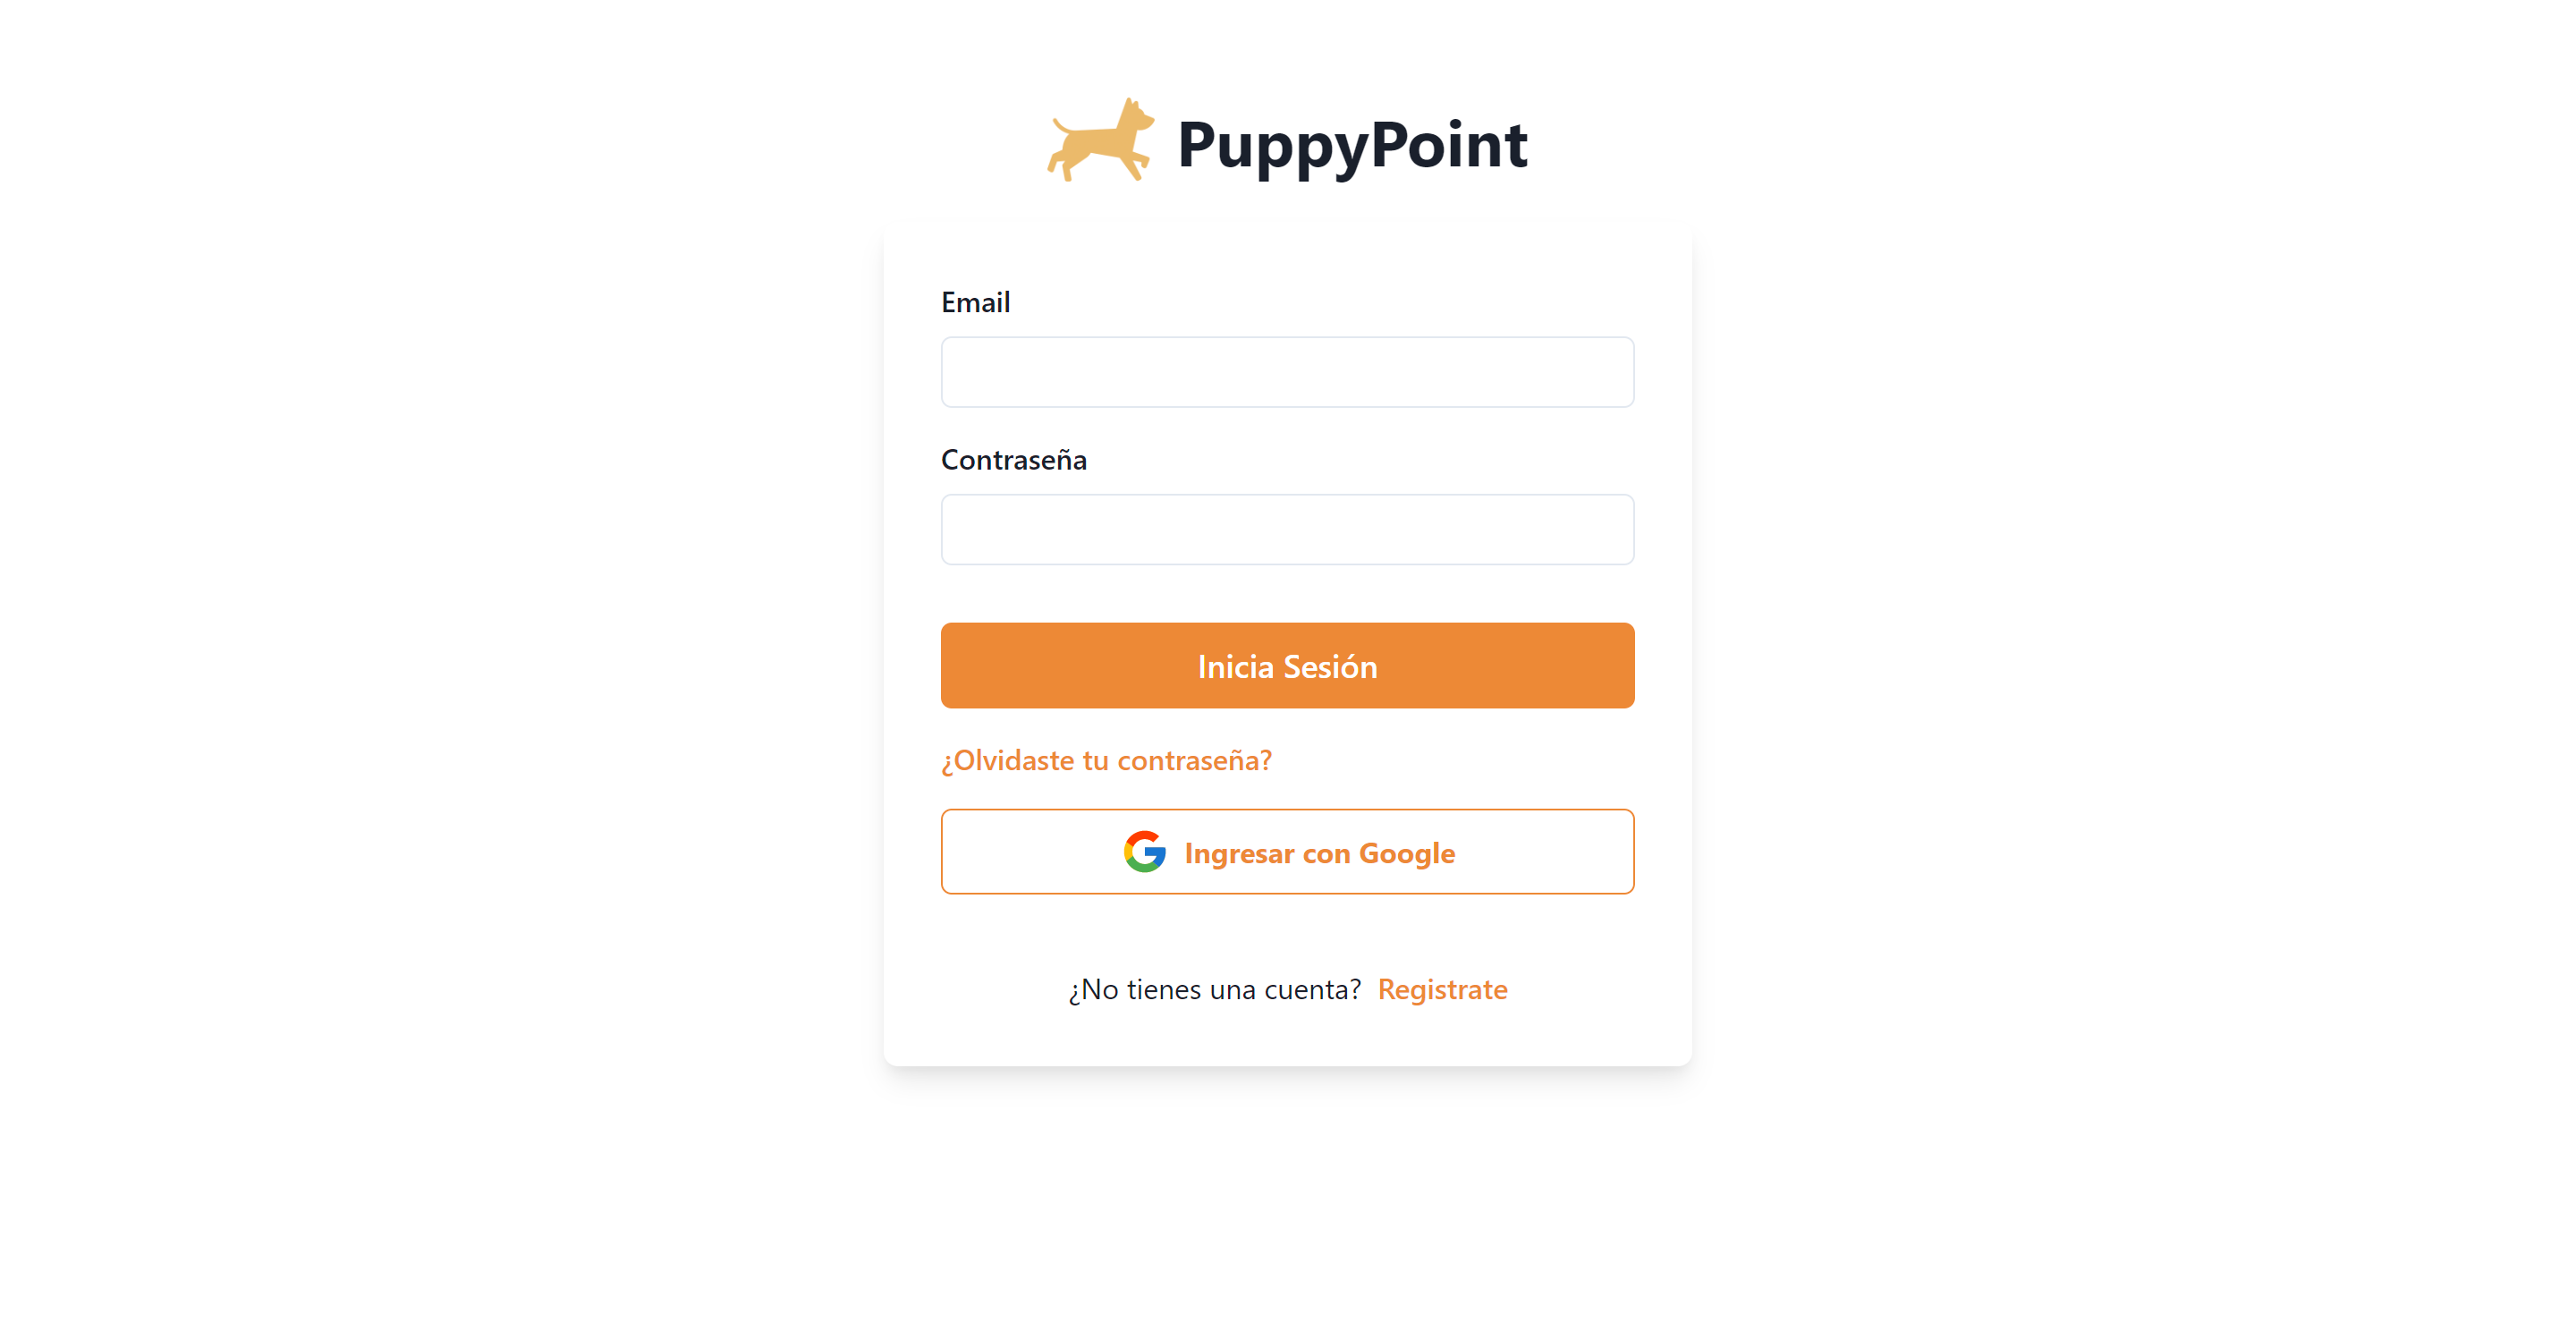 PuppyPoint
Email
Contraseña
Inicia Sesión
¿Olvidaste tu contraseña?
Ingresar con Google
¿No tienes una cuenta? Registrate